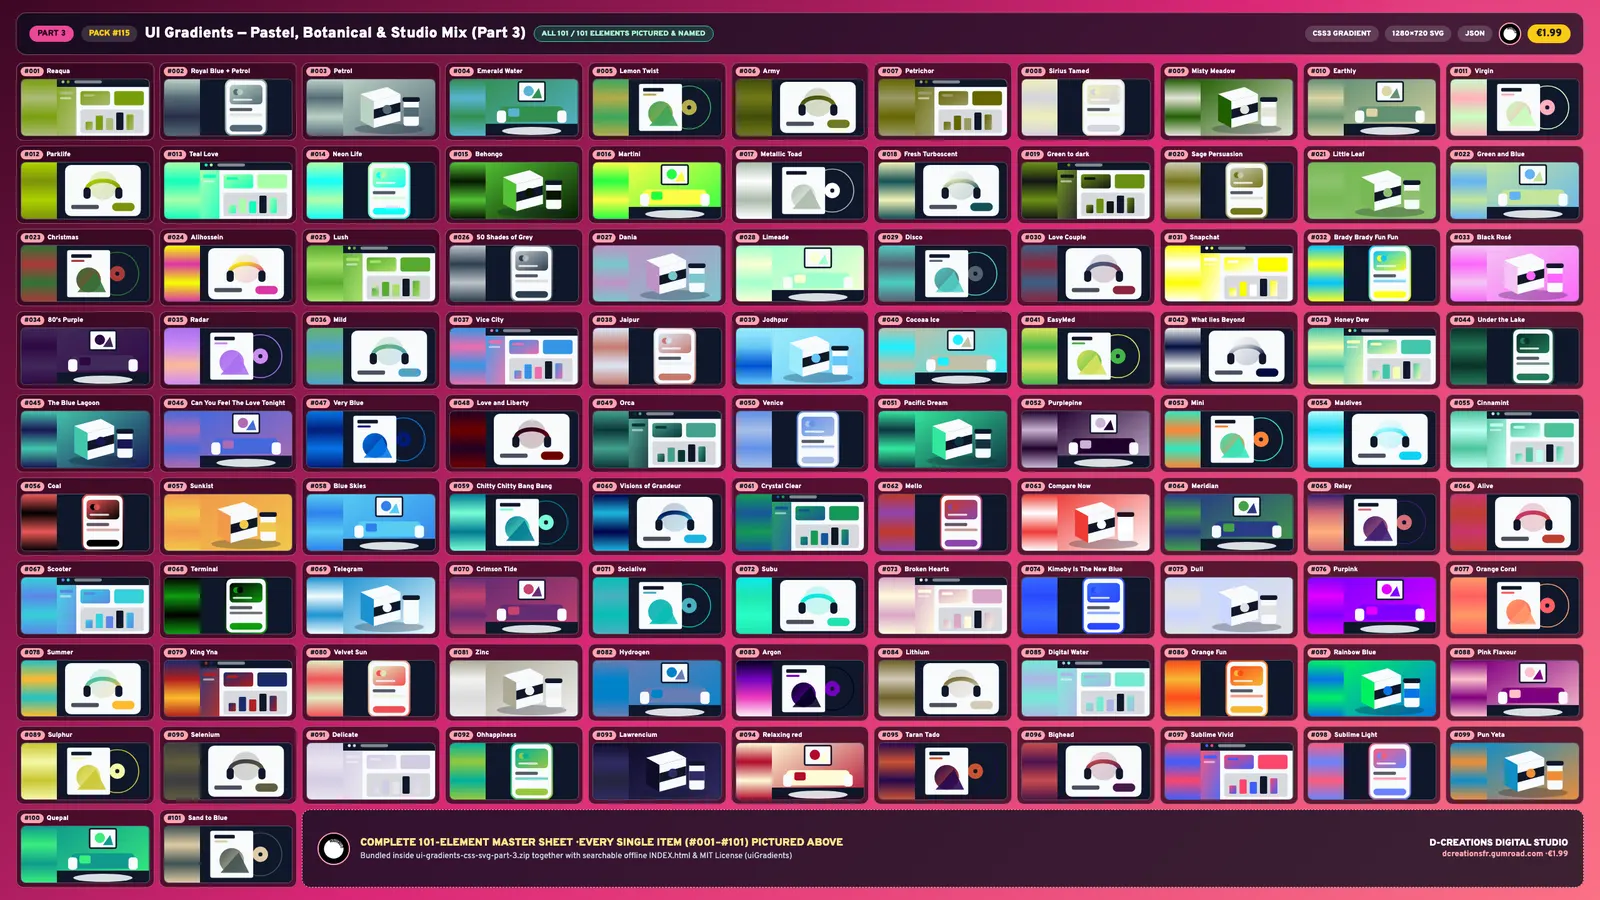 PART 3
PACK #115
UI Gradients – Pastel, Botanical & Studio Mix (Part 3)
ALL 101 / 101 ELEMENTS PICTURED & NAMED
CSS3 GRADIENT
1280×720 SVG
JSON
€1.99
#001 Reaqua
#002 Royal Blue + Petrol
#003 Petrol
#004 Emerald Water
#005 Lemon Twist
#006 Army
#007 Petrichor
#008 Sirius Tamed
#009 Misty Meadow
#010 Earthly
#011 Virgin
#012 Parklife
#013 Teal Love
#014 Neon Life
#015 Behongo
#016 Martini
#017 Metallic Toad
#018 Fresh Turboscent
#019 Green to dark
#020 Sage Persuasion
#021 Little Leaf
#022 Green and Blue
#023 Christmas
#024 Alihossein
#025 Lush
#026 50 Shades of Grey
#027 Dania
#028 Limeade
#029 Disco
#030 Love Couple
#031 Snapchat
#032 Brady Brady Fun Fun
#033 Black Rosé
#034 80's Purple
#035 Radar
#036 Mild
#037 Vice City
#038 Jaipur
#039 Jodhpur
#040 Cocoaa Ice
#041 EasyMed
#042 What lies Beyond
#043 Honey Dew
#044 Under the Lake
#045 The Blue Lagoon
#046 Can You Feel The Love Tonight
#047 Very Blue
#048 Love and Liberty
#049 Orca
#050 Venice
#051 Pacific Dream
#052 Purplepine
#053 Mini
#054 Maldives
#055 Cinnamint
#056 Coal
#057 Sunkist
#058 Blue Skies
#059 Chitty Chitty Bang Bang
#060 Visions of Grandeur
#061 Crystal Clear
#062 Mello
#063 Compare Now
#064 Meridian
#065 Relay
#066 Alive
#067 Scooter
#068 Terminal
#069 Telegram
#070 Crimson Tide
#071 Socialive
#072 Subu
#073 Broken Hearts
#074 Kimoby Is The New Blue
#075 Dull
#076 Purpink
#077 Orange Coral
#078 Summer
#079 King Yna
#080 Velvet Sun
#081 Zinc
#082 Hydrogen
#083 Argon
#084 Lithium
#085 Digital Water
#086 Orange Fun
#087 Rainbow Blue
#088 Pink Flavour
#089 Sulphur
#090 Selenium
#091 Delicate
#092 Ohhappiness
#093 Lawrencium
#094 Relaxing red
#095 Taran Tado
#096 Bighead
#097 Sublime Vivid
#098 Sublime Light
#099 Pun Yeta
#100 Quepal
#101 Sand to Blue
COMPLETE 101-ELEMENT MASTER SHEET · EVERY SINGLE ITEM (#001–#101) PICTURED ABOVE
Bundled inside ui-gradients-css-svg-part-3.zip together with searchable offline INDEX.html & MIT License (uiGradients)
D-CREATIONS DIGITAL STUDIO
dcreationsfr.gumroad.com · €1.99